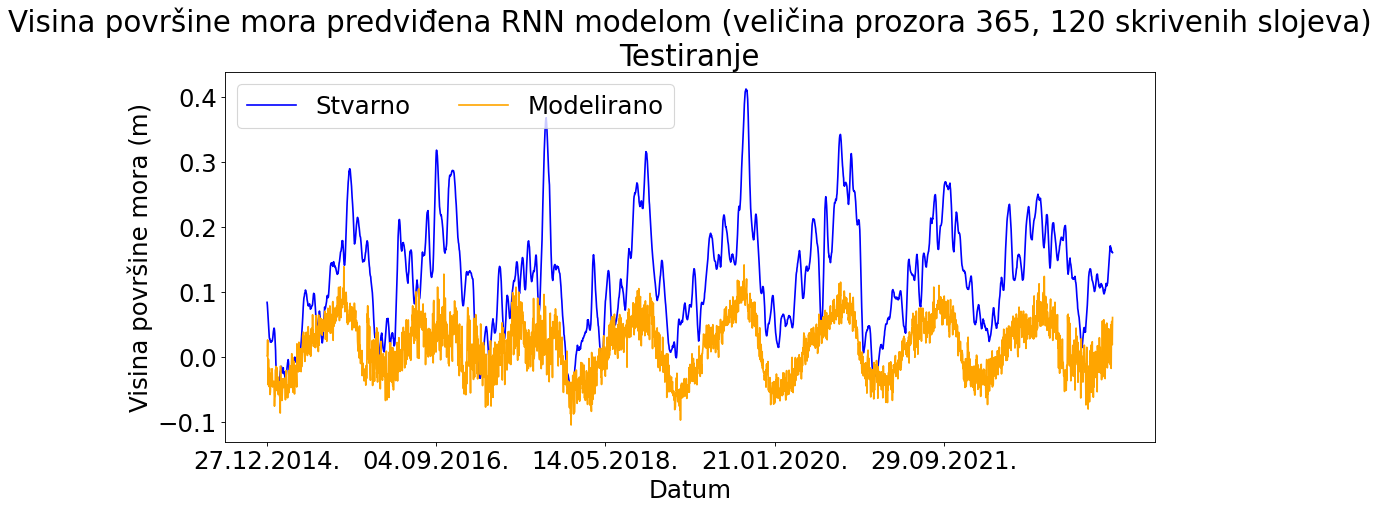 Visina površine mora predviđena RNN modelom (veličina prozora 365, 120 skrivenih slojeva)
Testiranje
Stvarno
Modelirano
Visina površine mora (m)
0.4
0.3
0.2
0.1
0.0
−0.1
27.12.2014.
04.09.2016.
14.05.2018.
21.01.2020.
29.09.2021.
Datum